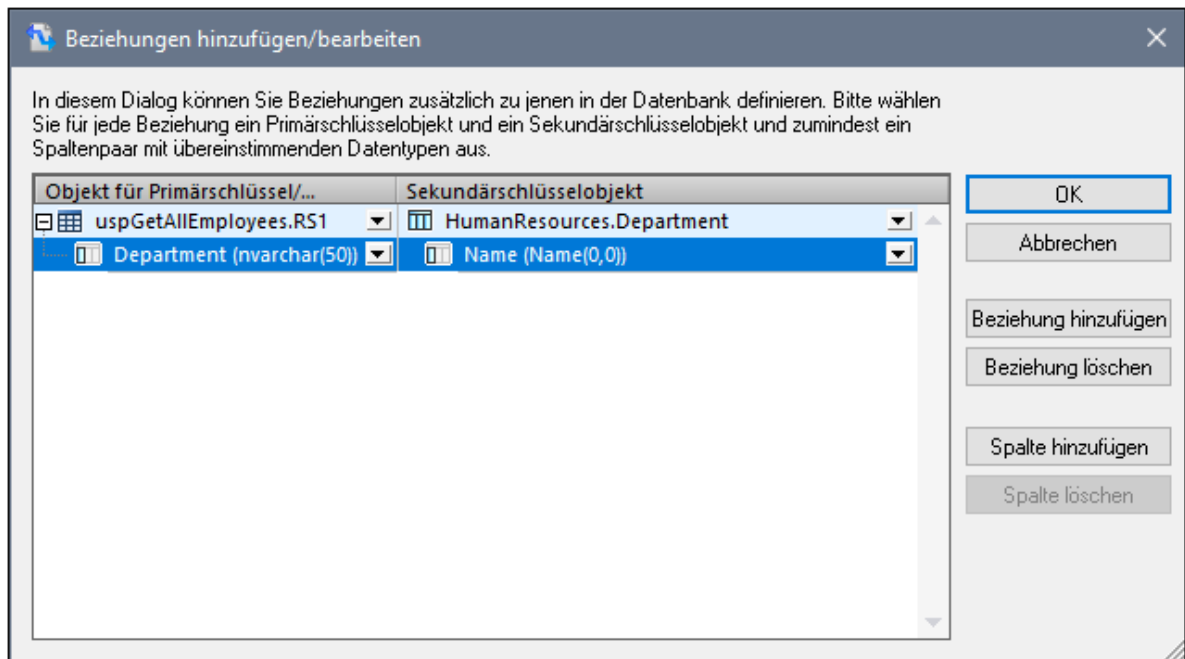 Beziehungen hinzufügen/bearbeiten
In diesem Dialog können Sie Beziehungen zusätzlich zu jenen in der Datenbank definieren. Bitte wählen
Sie für jede Beziehung ein Primärschlüsselobjekt und ein Sekundärschlüsselobjekt und zumindest ein
Spaltenpaar mit übereinstimmenden Datentypen aus.
Objekt für Primärschlüssel/... Sekundärschlüsselobjekt
uspGetAllEmployees.RS1 HumanResources.Department
Department (nvarchar(50)) Name (Name(0,0))
OK
Abbrechen
Beziehung hinzufügen
Beziehung löschen
Spalte hinzufügen
Spalte löschen